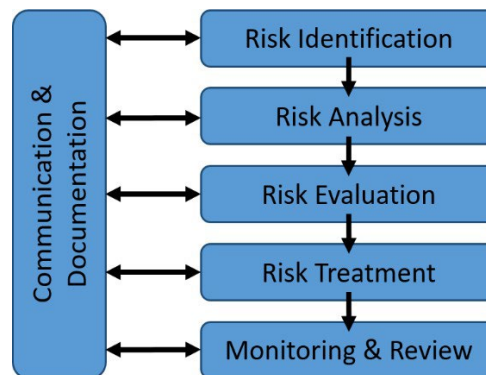 Communication &
Documentation
Risk Identification
Risk Analysis
Risk Evaluation
Risk Treatment
Monitoring & Review